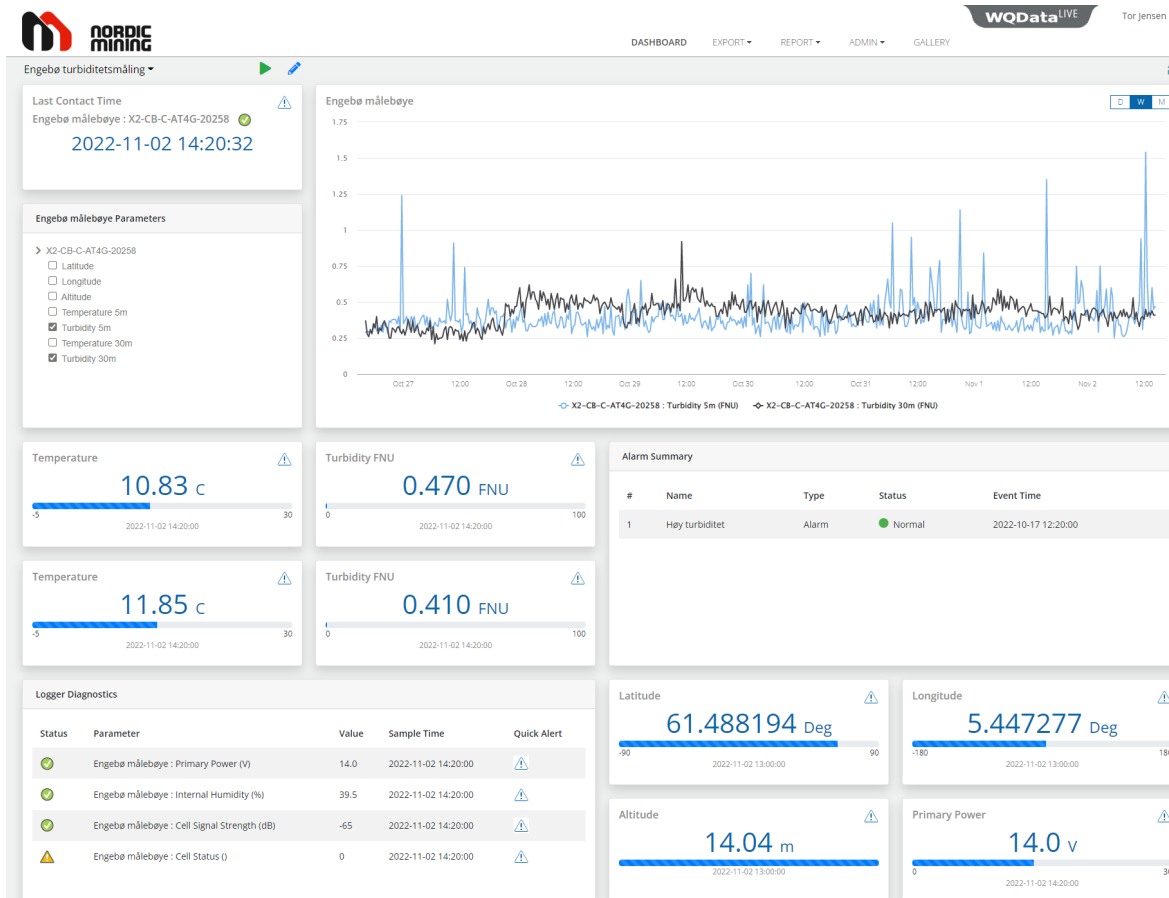 NORDIC
MINING
WQData LIVE
Tor Jensen
DASHBOARD EXPORT REPORT ADMIN GALLERY
Engebø turbiditetsmåling
Last Contact Time
Engebø målebøye : X2-CB-C-AT4G-20258
2022-11-02 14:20:32
Engebø målebøye
D W M
1.75
1.5
1.25
1
0.75
0.5
0.25
0
Oct 27 12:00 Oct 28 12:00 Oct 29 12:00 Oct 30 12:00 Oct 31 12:00 Nov 1 12:00 Nov 2 12:00
X2-CB-C-AT4G-20258 : Turbidity 5m (FNU) X2-CB-C-AT4G-20258 : Turbidity 30m (FNU)
Engebø målebøye Parameters
X2-CB-C-AT4G-20258
Latitude
Longitude
Altitude
Temperature 5m
Turbidity 5m
Temperature 30m
Turbidity 30m
Temperature
10.83 C
-5 30
2022-11-02 14:20:00
Turbidity FNU
0.470 FNU
0 100
2022-11-02 14:20:00
Alarm Summary
# Name Type Status Event Time
1 Høy turbiditet Alarm Normal 2022-10-17 12:20:00
Temperature
11.85 C
-5 30
2022-11-02 14:20:00
Turbidity FNU
0.410 FNU
0 100
2022-11-02 14:20:00
Logger Diagnostics
Status Parameter Value Sample Time Quick Alert
Engebø målebøye : Primary Power (V) 14.0 2022-11-02 14:20:00
Engebø målebøye : Internal Humidity (%) 39.5 2022-11-02 14:20:00
Engebø målebøye : Cell Signal Strength (dB) -65 2022-11-02 14:20:00
Engebø målebøye : Cell Status () 0 2022-11-02 14:20:00
Latitude
61.488194 Deg
-90 90
2022-11-02 13:00:00
Longitude
5.447277 Deg
-180 180
2022-11-02 13:00:00
Altitude
14.04 m
2022-11-02 13:00:00
Primary Power
14.0 V
0
2022-11-02 14:20:00